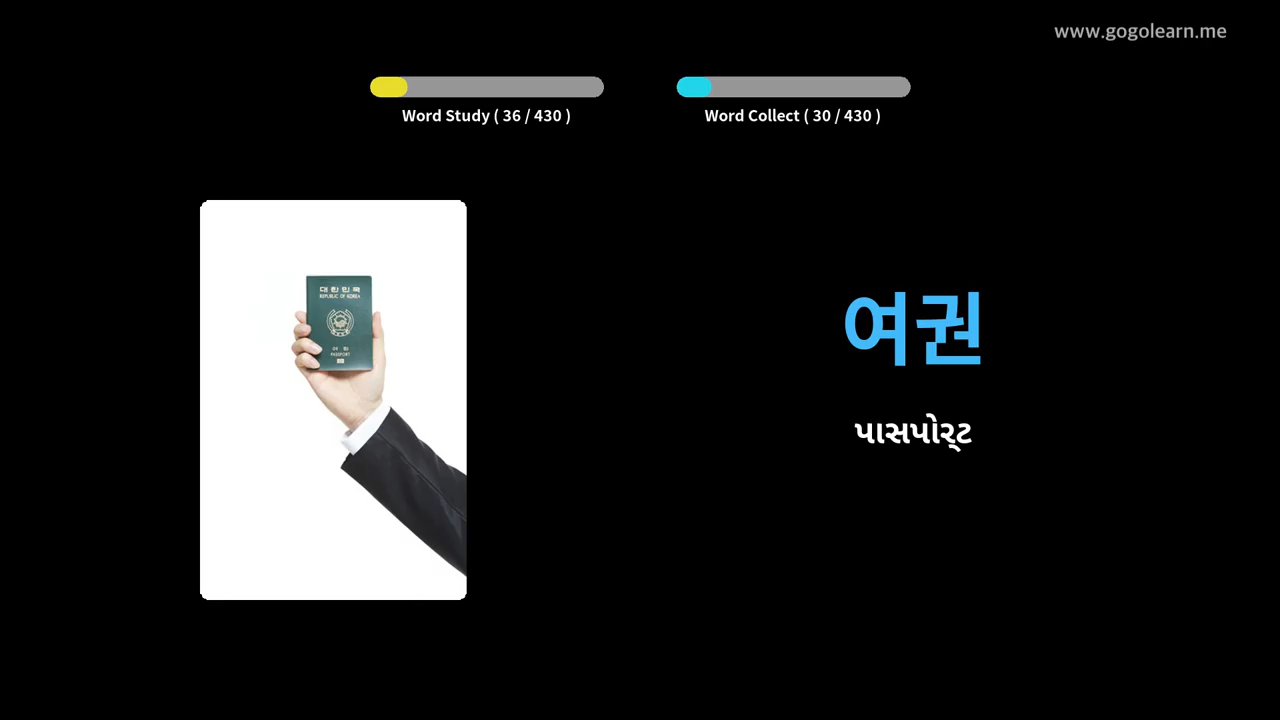 www.gogolearn.me
Word Study ( 36 / 430 )
Word Collect ( 30 / 430 )
대한민국
REPUBLIC OF KOREA
여권
PASSPORT
여권
પાસપોર્ટ